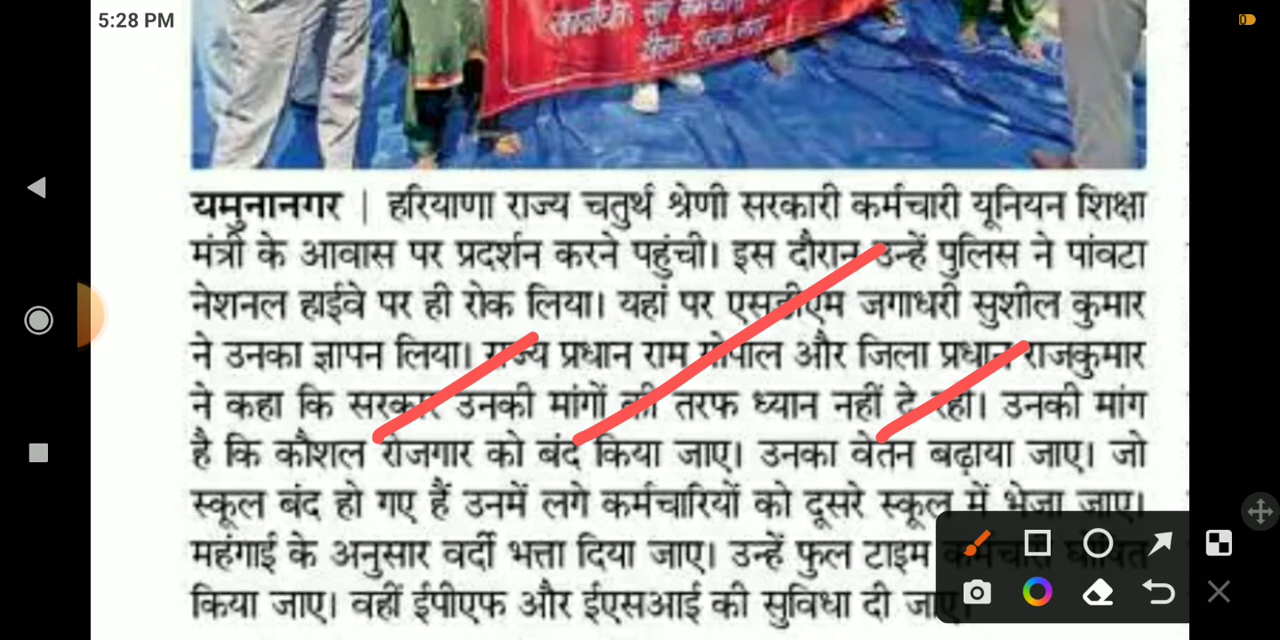 5:28 PM
यमुनानगर | हरियाणा राज्य चतुर्थ श्रेणी सरकारी कर्मचारी यूनियन शिक्षा
मंत्री के आवास पर प्रदर्शन करने पहुंची। इस दौरान उन्हें पुलिस ने पांवटा
नेशनल हाईवे पर ही रोक लिया। यहां पर एसडीएम जगाधरी सुशील कुमार
ने उनका ज्ञापन लिया। राज्य प्रधान राम गोपाल और जिला प्रधान राजकुमार
ने कहा कि सरकार उनकी मांगों की तरफ ध्यान नहीं दे रही। उनकी मांग
है कि कौशल रोजगार को बंद किया जाए। उनका वेतन बढ़ाया जाए। जो
स्कूल बंद हो गए हैं उनमें लगे कर्मचारियों को दूसरे स्कूल में भेजा जाए।
महंगाई के अनुसार वर्दी भत्ता दिया जाए। उन्हें फुल टाइम कर्मचारी घोषित
किया जाए। वहीं ईपीएफ और ईएसआई की सुविधा दी जाए।